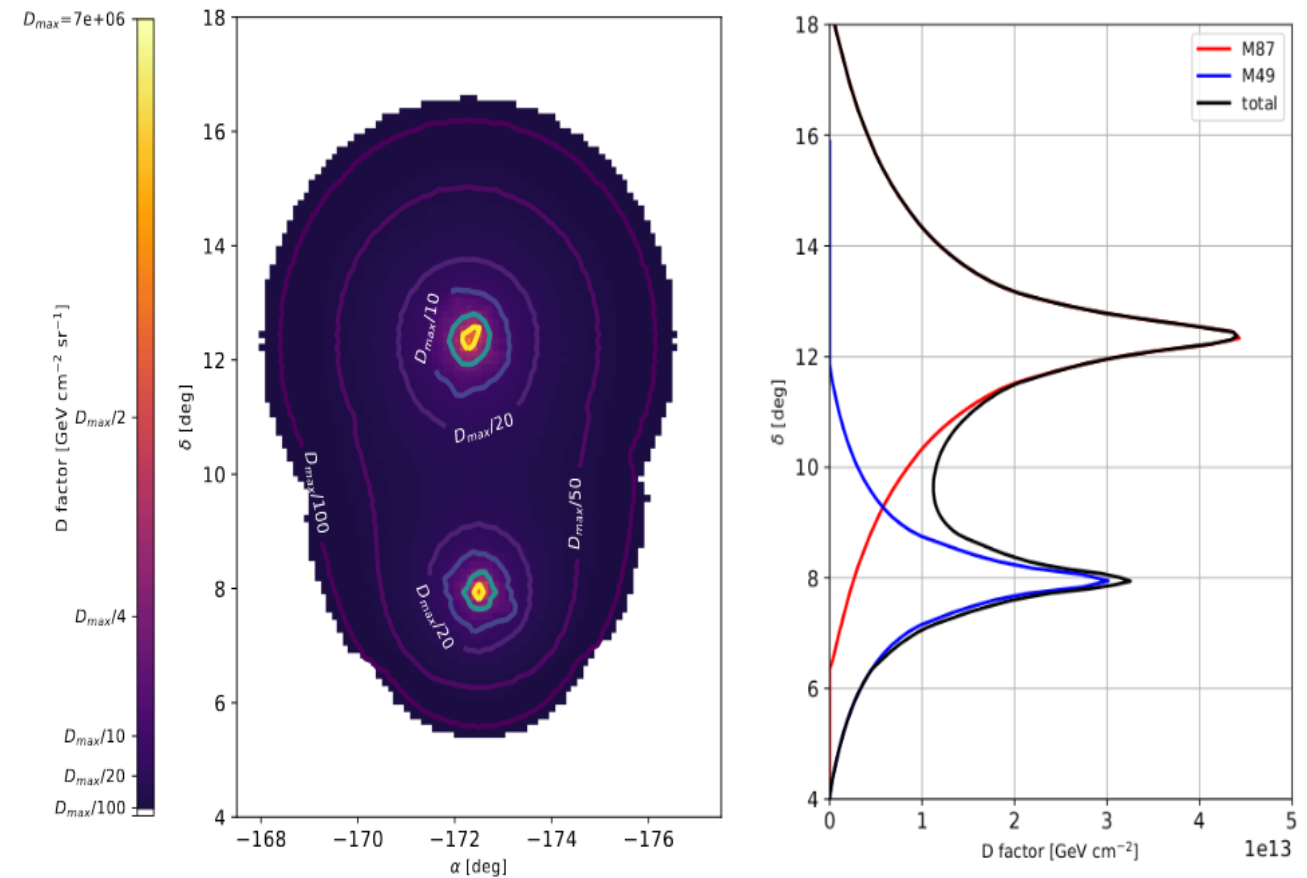 D_max=7e+06
D_max/2
D_max/4
D_max/10
D_max/20
D_max/100
D factor [GeV cm⁻² sr⁻¹]
18
16
14
12
10
8
6
4
δ [deg]
D_max/10
D_max/20
D_max/100
D_max/50
D_max/20
−168
−170
−172
−174
−176
α [deg]
18
16
14
12
10
8
6
4
δ [deg]
M87
M49
total
0
1
2
3
4
5
D factor [GeV cm⁻²]
1e13